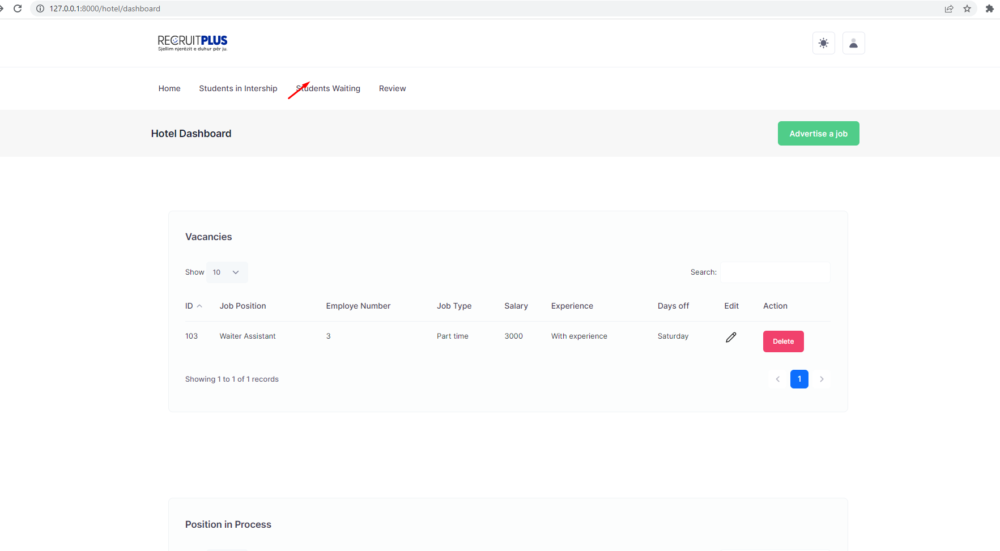 127.0.0.1:8000/hotel/dashboard
RECRUITPLUS
Sjellim njerëzit e duhur për ju.
Home Students in Intership Students Waiting Review
Hotel Dashboard Advertise a job
Vacancies
Show 10 Search:
ID Job Position Employe Number Job Type Salary Experience Days off Edit Action
103 Waiter Assistant 3 Part time 3000 With experience Saturday Delete
Showing 1 to 1 of 1 records 1
Position in Process